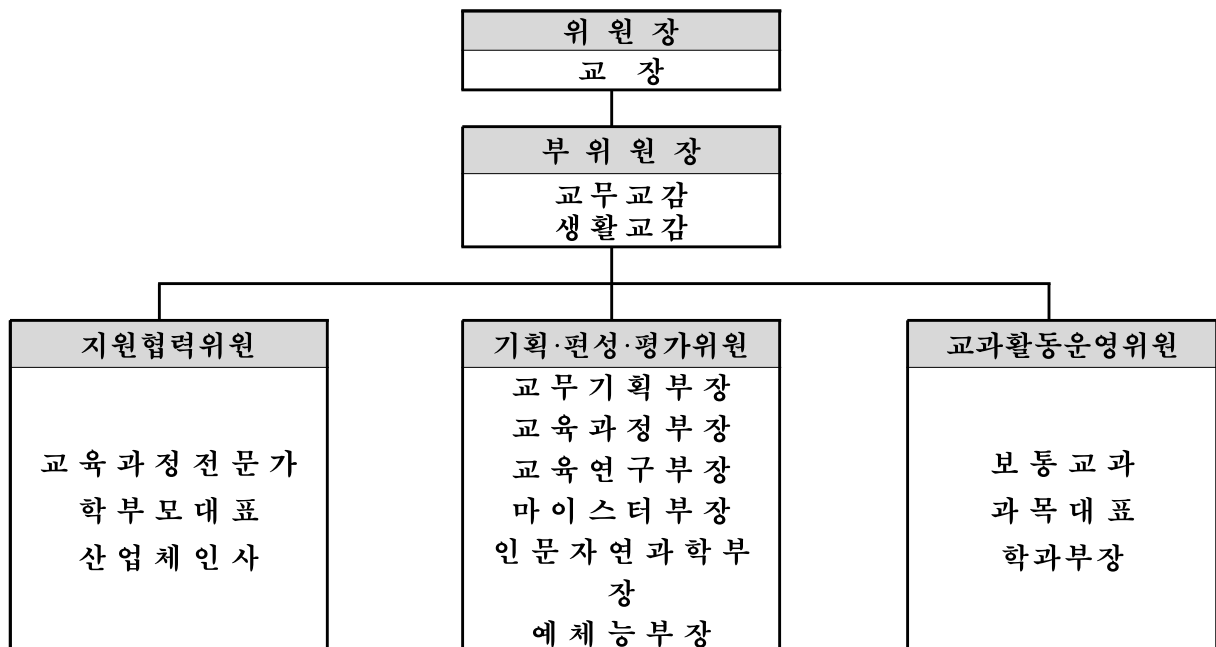 위 원 장
교 장
부 위 원 장
교무교감
생활교감
지원협력위원
교육과정전문가
학부모대표
산업체인사
기획·편성·평가위원
교무기획부장
교육과정부장
교육연구부장
마이스터부장
인문자연과학부
장
예체능부장
교과활동운영위원
보통교과
과목대표
학과부장